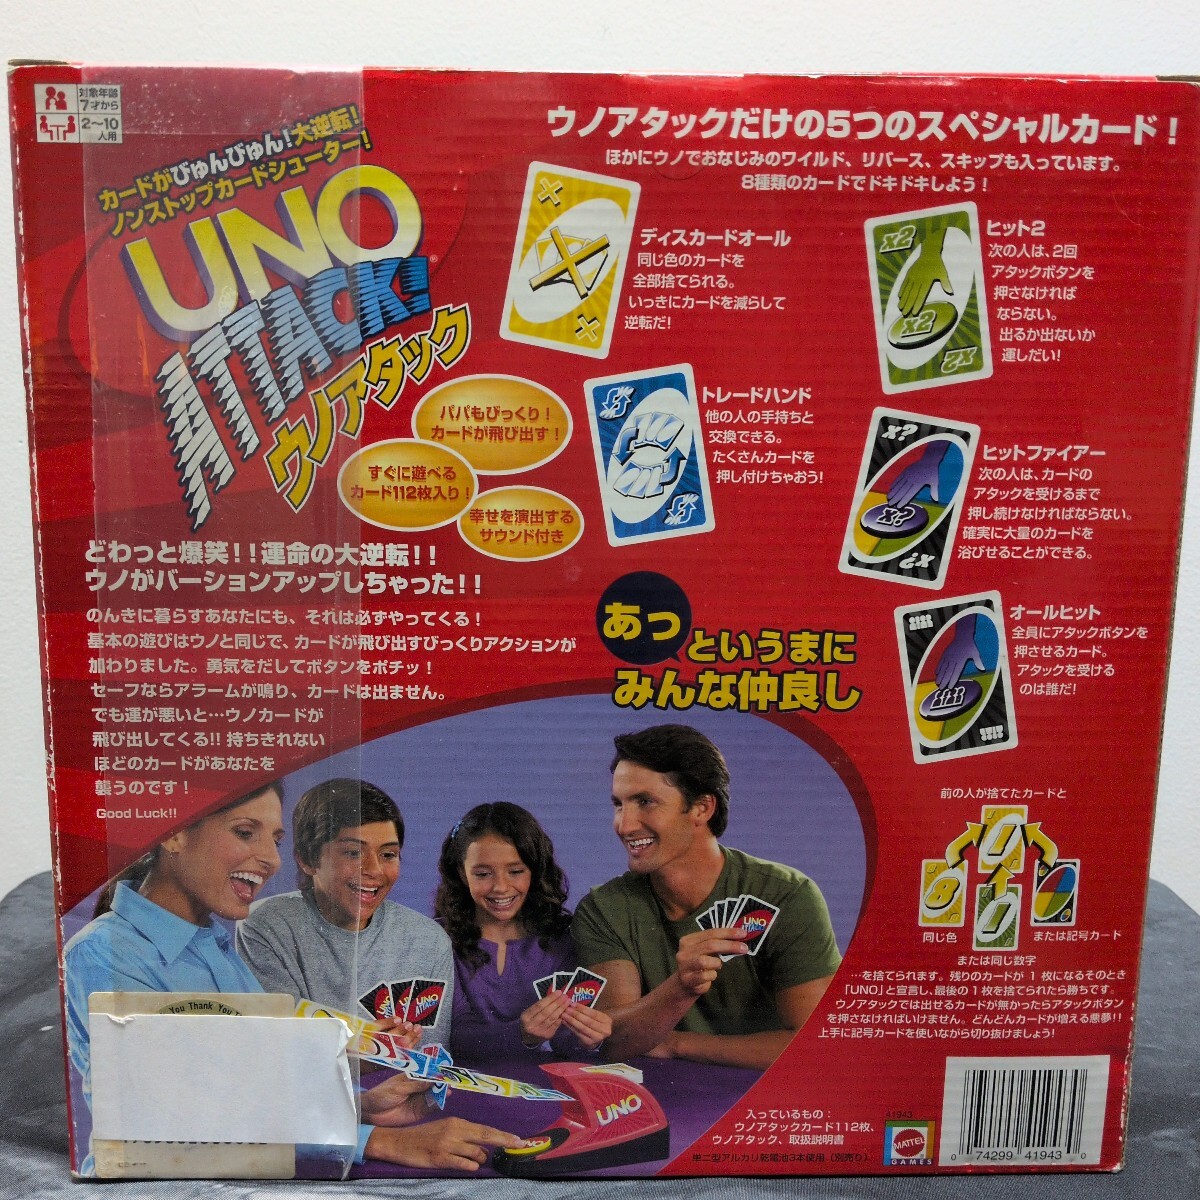 対象年齢
7才から
2〜10
人用
カードがびゅんびゅん!大逆転!
ノンストップカードシューター!
UNO
ATTACK!
®
ウノアタック
パパもびっくり!
カードが飛び出す!
すぐに遊べる
カード112枚入り!
幸せを演出する
サウンド付き
どわっと爆笑!!運命の大逆転!!
ウノがバージョンアップしちゃった!!
のんきに暮らすあなたにも、それは必ずやってくる!
基本の遊びはウノと同じで、カードが飛び出すびっくりアクションが
加わりました。勇気をだしてボタンをポチッ!
セーフならアラームが鳴り、カードは出ません。
でも運が悪いと…ウノカードが
飛び出してくる!!持ちきれない
ほどのカードがあなたを
襲うのです!
Good Luck!!
ウノアタックだけの5つのスペシャルカード!
ほかにウノでおなじみのワイルド、リバース、スキップも入っています。
8種類のカードでドキドキしよう!
ディスカードオール
同じ色のカードを
全部捨てられる。
いっきにカードを減らして
逆転だ!
x2
x2
x2
ヒット2
次の人は、2回
アタックボタンを
押さなければ
ならない。
出るか出ないか
運しだい!
トレードハンド
他の人の手持ちと
交換できる。
たくさんカードを
押し付けちゃおう!
x?
x?
x?
ヒットファイアー
次の人は、カードの
アタックを受けるまで
押し続けなければならない。
確実に大量のカードを
浴びせることができる。
オールヒット
全員にアタックボタンを
押させるカード。
アタックを受ける
のは誰だ!
あっ
というまに
みんな仲良し
前の人が捨てたカードと
1
8
1
同じ色
または記号カード
または同じ数字
…を捨てられます。残りのカードが1枚になるそのとき
「UNO」と宣言し、最後の1枚を捨てられたら勝ちです。
ウノアタックでは出せるカードが無かったらアタックボタン
を押さなければいけません。どんどんカードが増える悪夢!!
上手に記号カードを使いながら切り抜けましょう!
UNO
ATTACK!
UNO
ATTACK!
UNO
ATTACK!
UNO
You Thank You T
入っているもの:
ウノアタックカード112枚、
ウノアタック、取扱説明書
単二型アルカリ乾電池3本使用(別売り)
41943
MATTEL
GAMES
0 74299 41943 0